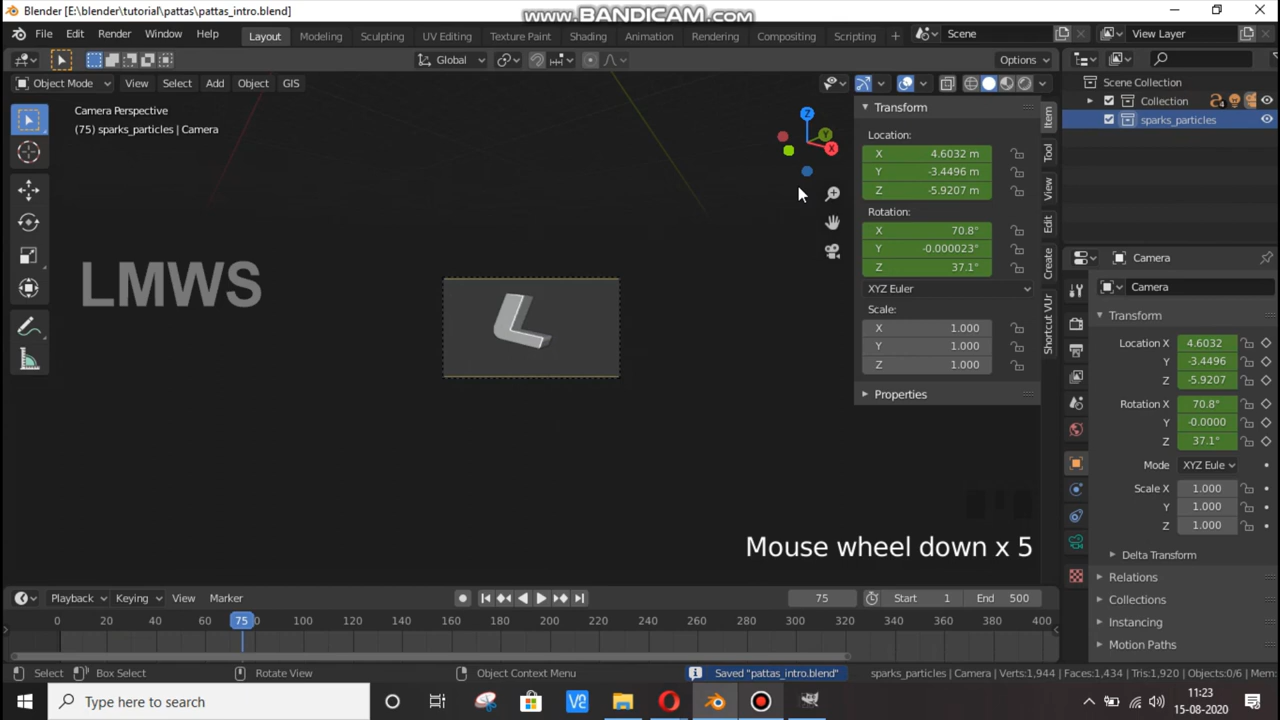 Blender [E:\blender\tutorial\pattas\pattas_intro.blend]
www.BANDICAM.com
File Edit Render Window Help Layout Modeling Sculpting UV Editing Texture Paint Shading Animation Rendering Compositing Scripting + Scene View Layer
Global Options
Object Mode View Select Add Object GIS
Camera Perspective
(75) sparks_particles | Camera
Z
Y
X
LMWS
Mouse wheel down x 5
Transform
Location:
X 4.6032 m
Y -3.4496 m
Z -5.9207 m
Rotation:
X 70.8°
Y -0.000023°
Z 37.1°
XYZ Euler
Scale:
X 1.000
Y 1.000
Z 1.000
Properties
Item
Tool
View
Edit
Create
Shortcut VUr
Scene Collection
Collection 4
sparks_particles
Camera
Camera
Transform
Location X 4.6032
Y -3.4496
Z -5.9207
Rotation X 70.8°
Y -0.0000
Z 37.1°
Mode XYZ Eule
Scale X 1.000
Y 1.000
Z 1.000
Delta Transform
Relations
Collections
Instancing
Motion Paths
Playback Keying View Marker 75 Start 1 End 500
0 20 40 60 75 80 100 120 140 160 180 200 220 240 260 280 300 320 340 360 380 400
Select Box Select Rotate View Object Context Menu Saved "pattas_intro.blend" sparks_particles | Camera | Verts:1,944 | Faces:1,434 | Tris:1,920 | Objects:0/6 | Mem:
Type here to search
11:23
15-08-2020